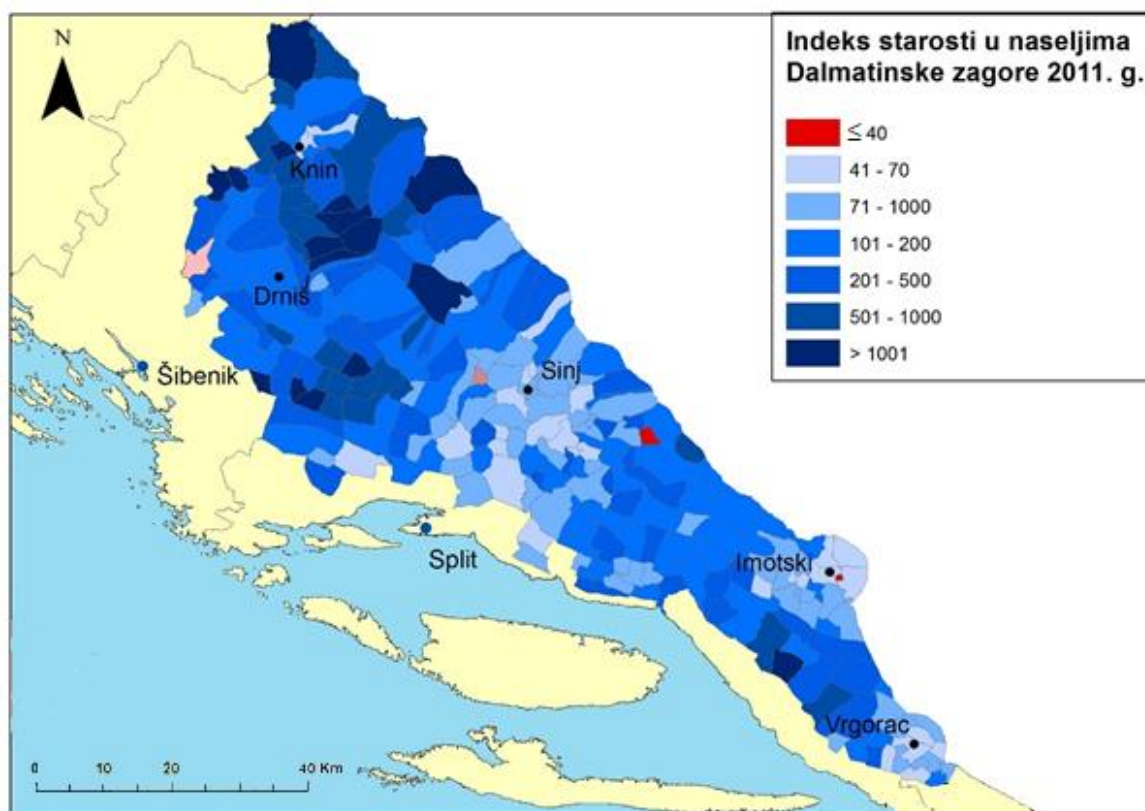 N
Indeks starosti u naseljima
Dalmatinske zagore 2011. g.
≤ 40
41 - 70
71 - 1000
101 - 200
201 - 500
501 - 1000
> 1001
Knin
Drniš
Šibenik
Sinj
Split
Imotski
Vrgorac
0 10 20 40 Km